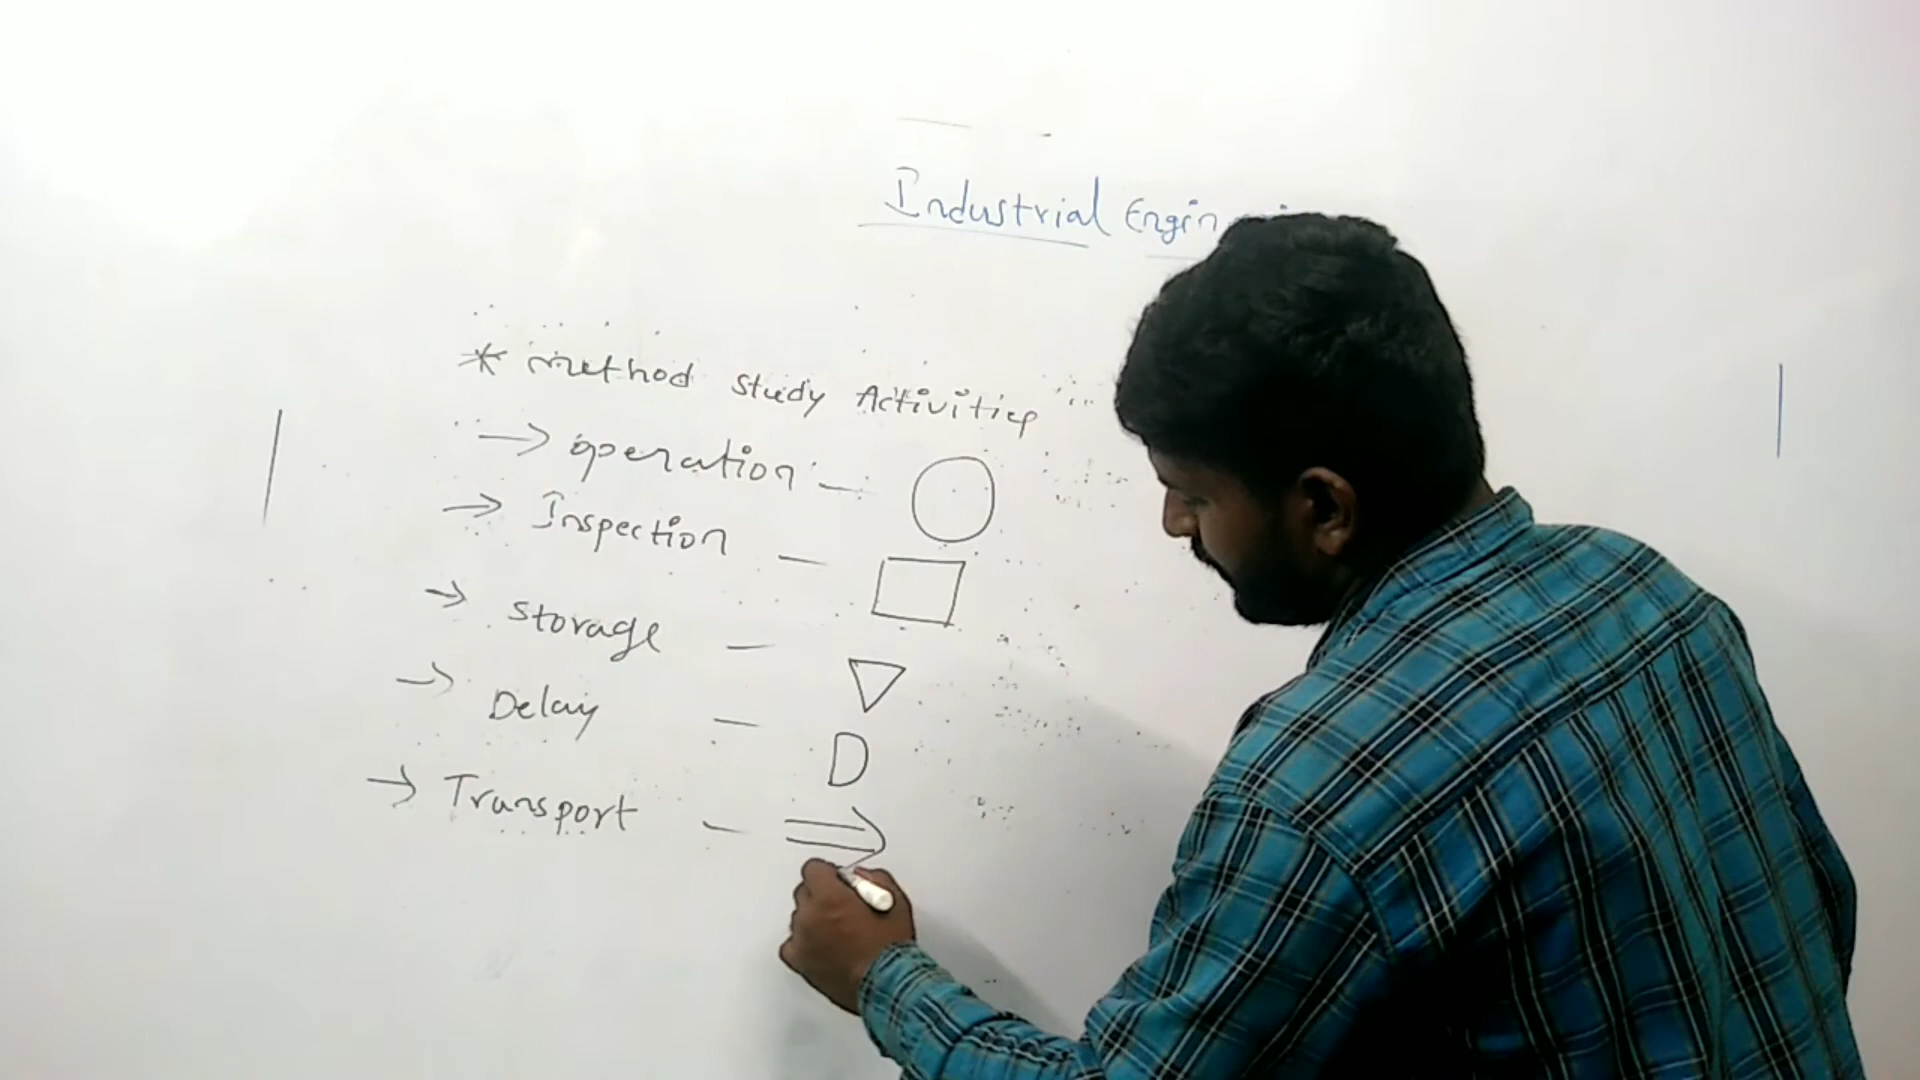 Industrial Engin
* method study Activities
→ operation —
→ Inspection —
→ storage —
→ Delay — D
→ Transport — ⇒